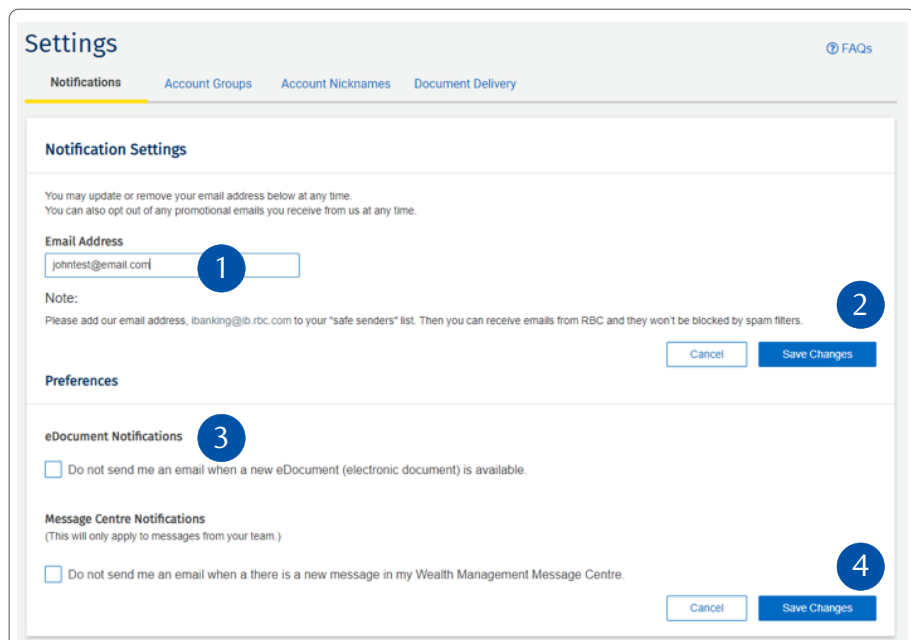 Settings
? FAQs
Notifications Account Groups Account Nicknames Document Delivery
Notification Settings
You may update or remove your email address below at any time.
You can also opt out of any promotional emails you receive from us at any time.
Email Address
johntest@email.com
1
Note:
2
Please add our email address, ibanking@ib.rbc.com to your "safe senders" list. Then you can receive emails from RBC and they won't be blocked by spam filters.
Cancel Save Changes
Preferences
eDocument Notifications
3
Do not send me an email when a new eDocument (electronic document) is available.
Message Centre Notifications
(This will only apply to messages from your team.)
4
Do not send me an email when a there is a new message in my Wealth Management Message Centre.
Cancel Save Changes